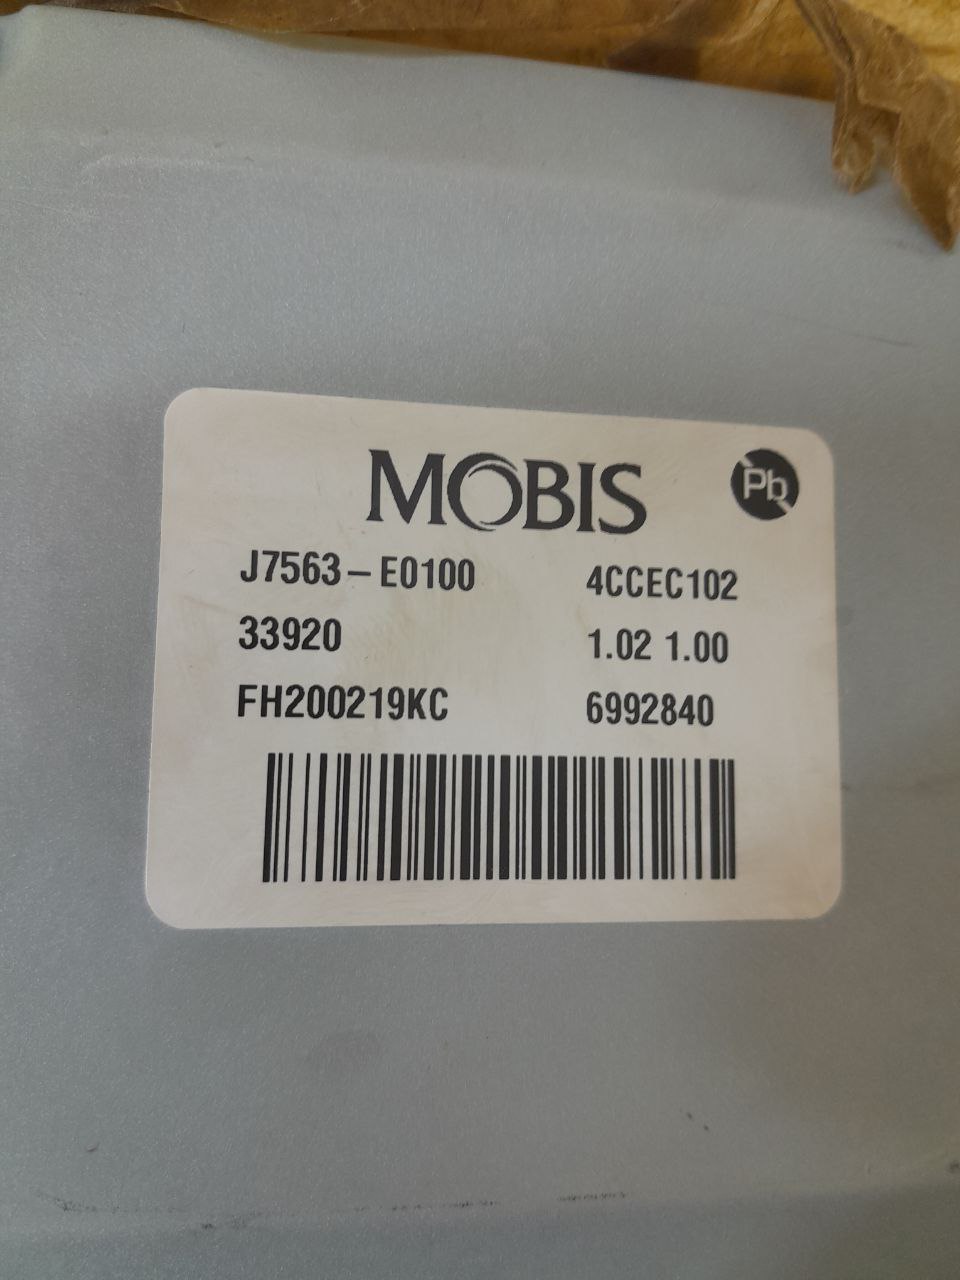 MOBIS
Pb
J7563-E0100 4CCEC102
33920 1.02 1.00
FH200219KC 6992840